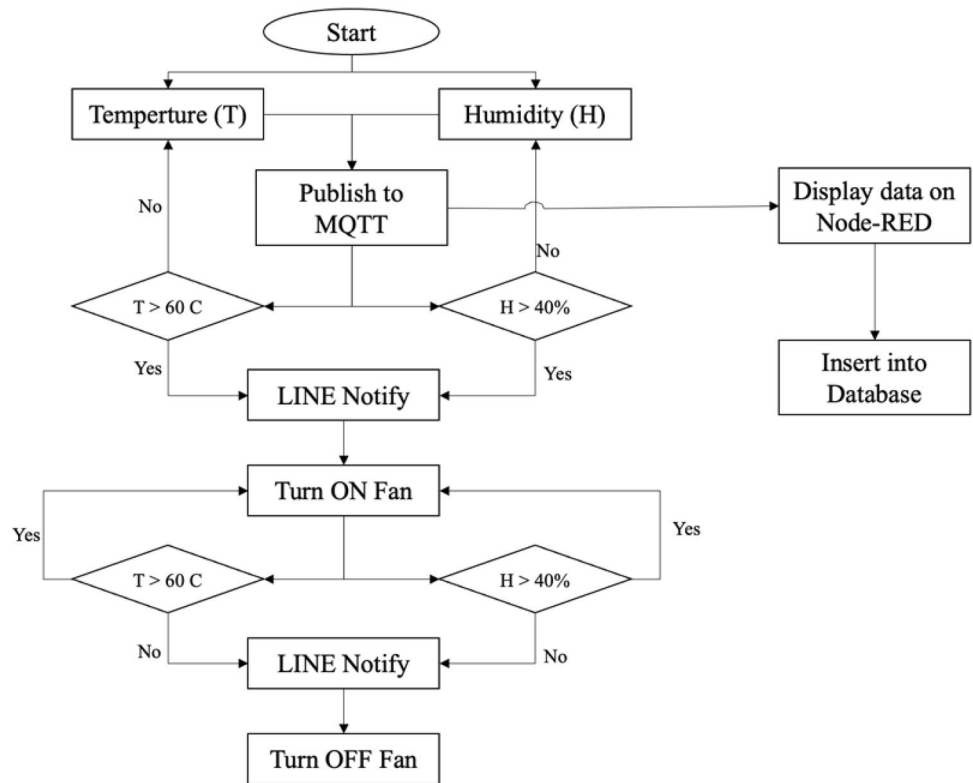 Start
Temperture (T)
Humidity (H)
Publish to
MQTT
Display data on
Node-RED
No
No
T > 60 C
H > 40%
Yes
Yes
LINE Notify
Insert into
Database
Turn ON Fan
Yes
Yes
T > 60 C
H > 40%
No
No
LINE Notify
Turn OFF Fan